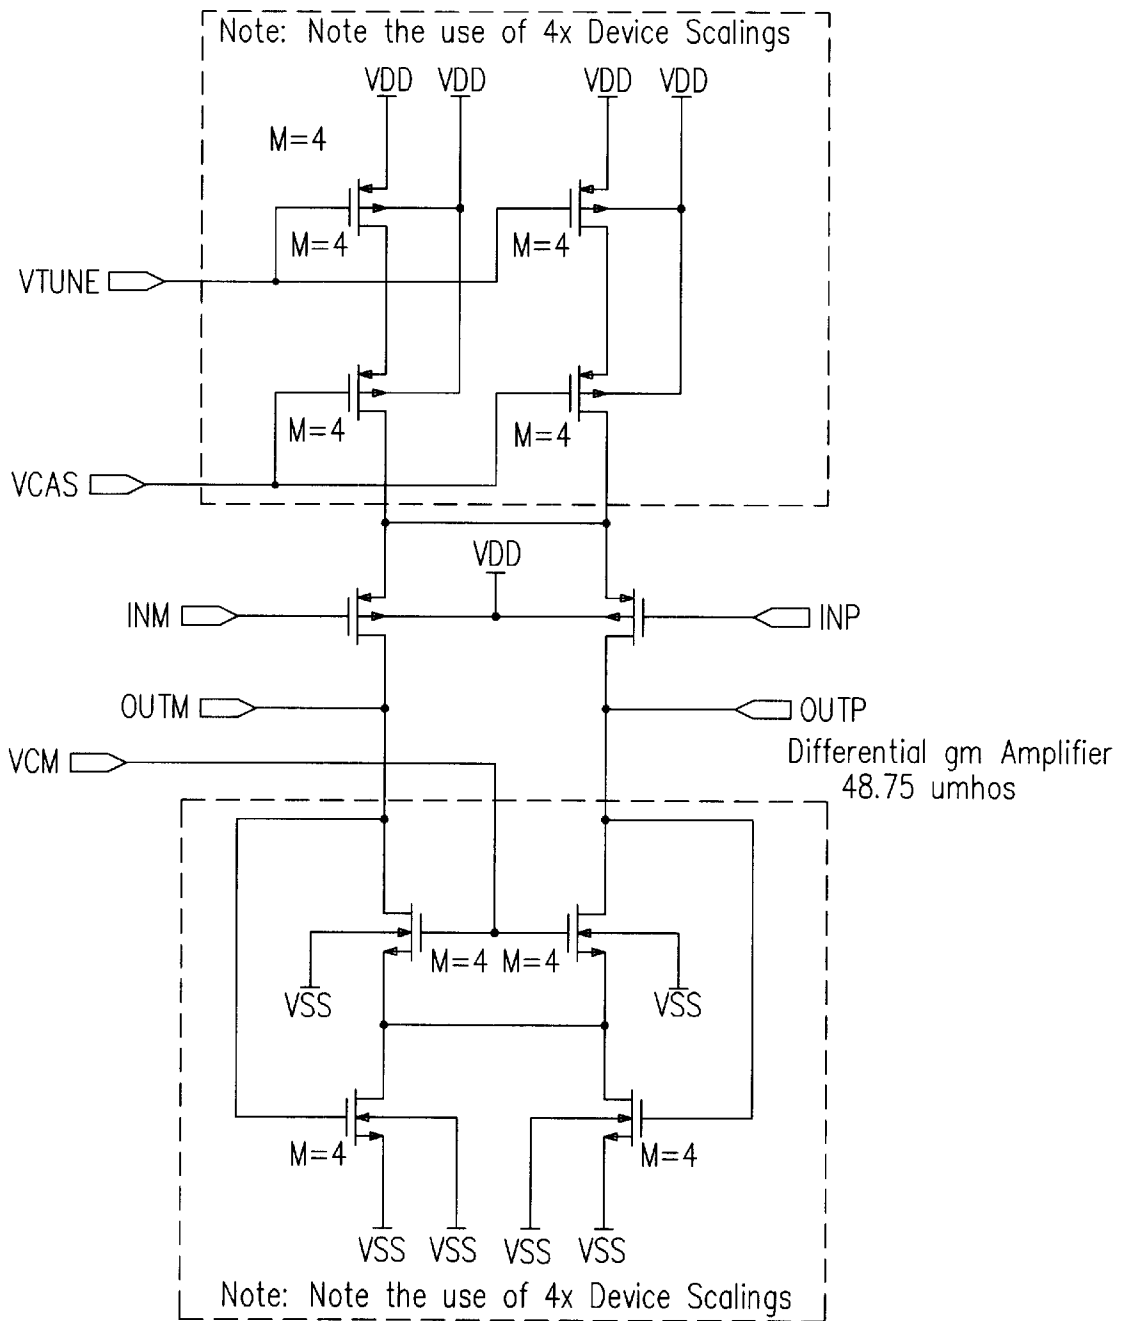 Note: Note the use of 4x Device Scalings
VDD VDD VDD VDD
M=4
M=4 M=4
VTUNE
M=4 M=4
VCAS
VDD
INM INP
OUTM OUTP
VCM
Differential gm Amplifier
48.75 umhos
M=4 M=4
VSS VSS
M=4 M=4
VSS VSS VSS VSS
Note: Note the use of 4x Device Scalings